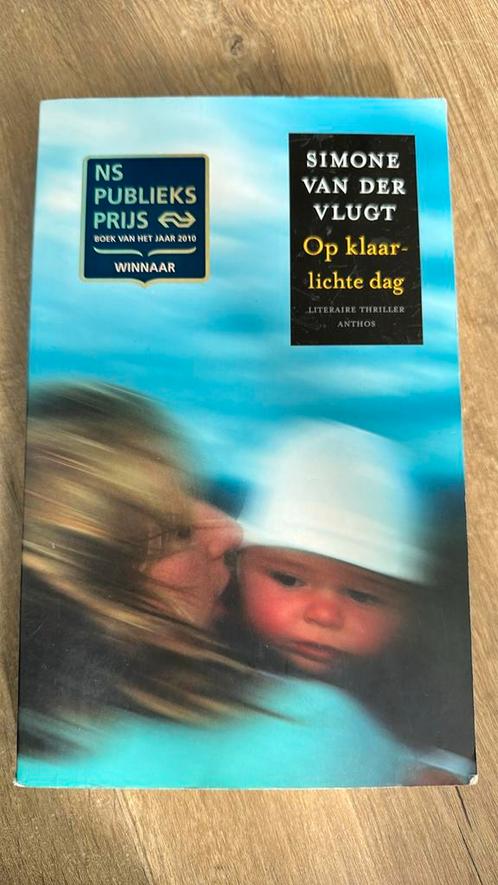 NS
PUBLIEKS
PRIJS
BOEK VAN HET JAAR 2010
WINNAAR
SIMONE
VAN DER
VLUGT
Op klaar-
lichte dag
LITERAIRE THRILLER
ANTHOS